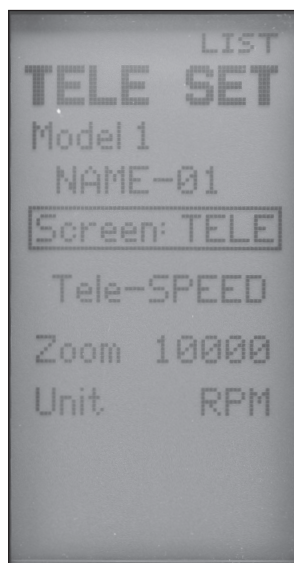 LIST
TELE SET
Model 1
NAME-01
Screen: TELE
Tele-SPEED
Zoom 10000
Unit RPM